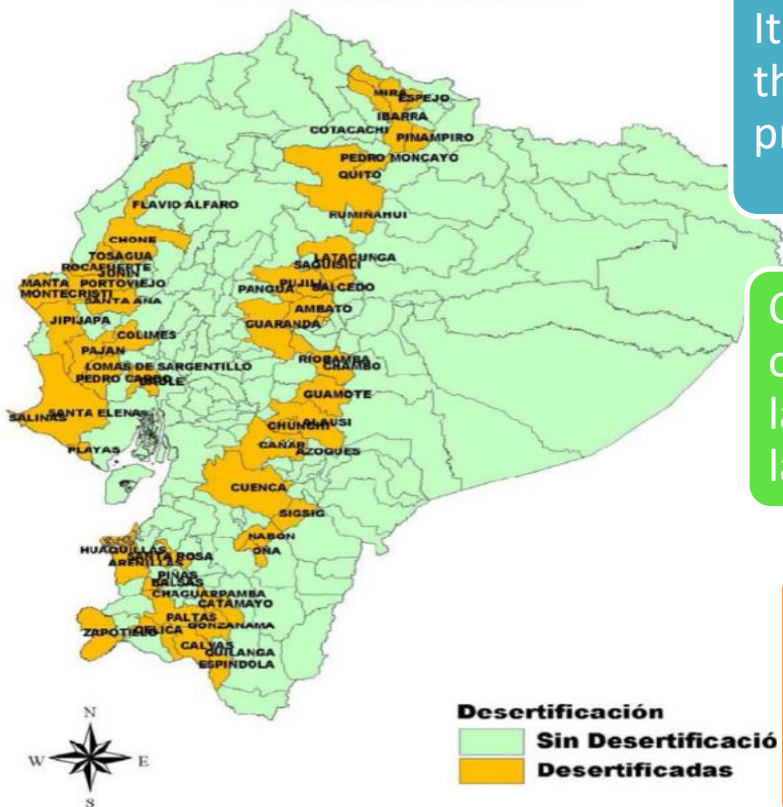 MIRA
ESPEJO
IBARRA
COTACACHI
PIMAMPIRO
PEDRO MONCAYO
QUITO
RUMIÑAHUI
FLAVIO ALFARO
CHONE
TOSAGUA
ROCAFUERTE
JUNIN
MANTA
PORTOVIEJO
MONTECRISTI
SANTA ANA
JIPIJAPA
COLIMES
PAJAN
LOMAS DE SARGENTILLO
PEDRO CARBO
SALINAS
SANTA ELENA
PLAYAS
LATACUNGA
SAQUISILI
PUJILI
PANGUA
SALCEDO
AMBATO
GUARANDA
RIOBAMBA
CHAMBO
GUAMOTE
CHUNCHI
ALAUSI
CAÑAR
AZOGUES
CUENCA
SIGSIG
NABON
OÑA
HUAQUILLAS
SANTA ROSA
ARENILLAS
PIÑAS
BALSAS
CHAGUARPAMBA
CATAMAYO
PALTAS
GONZANAMA
ZAPOTILLO
CELICA
CALVAS
QUILANGA
ESPINDOLA
N
W
E
S
Desertificación
Sin Desertificació
Desertificadas
It
th
pr